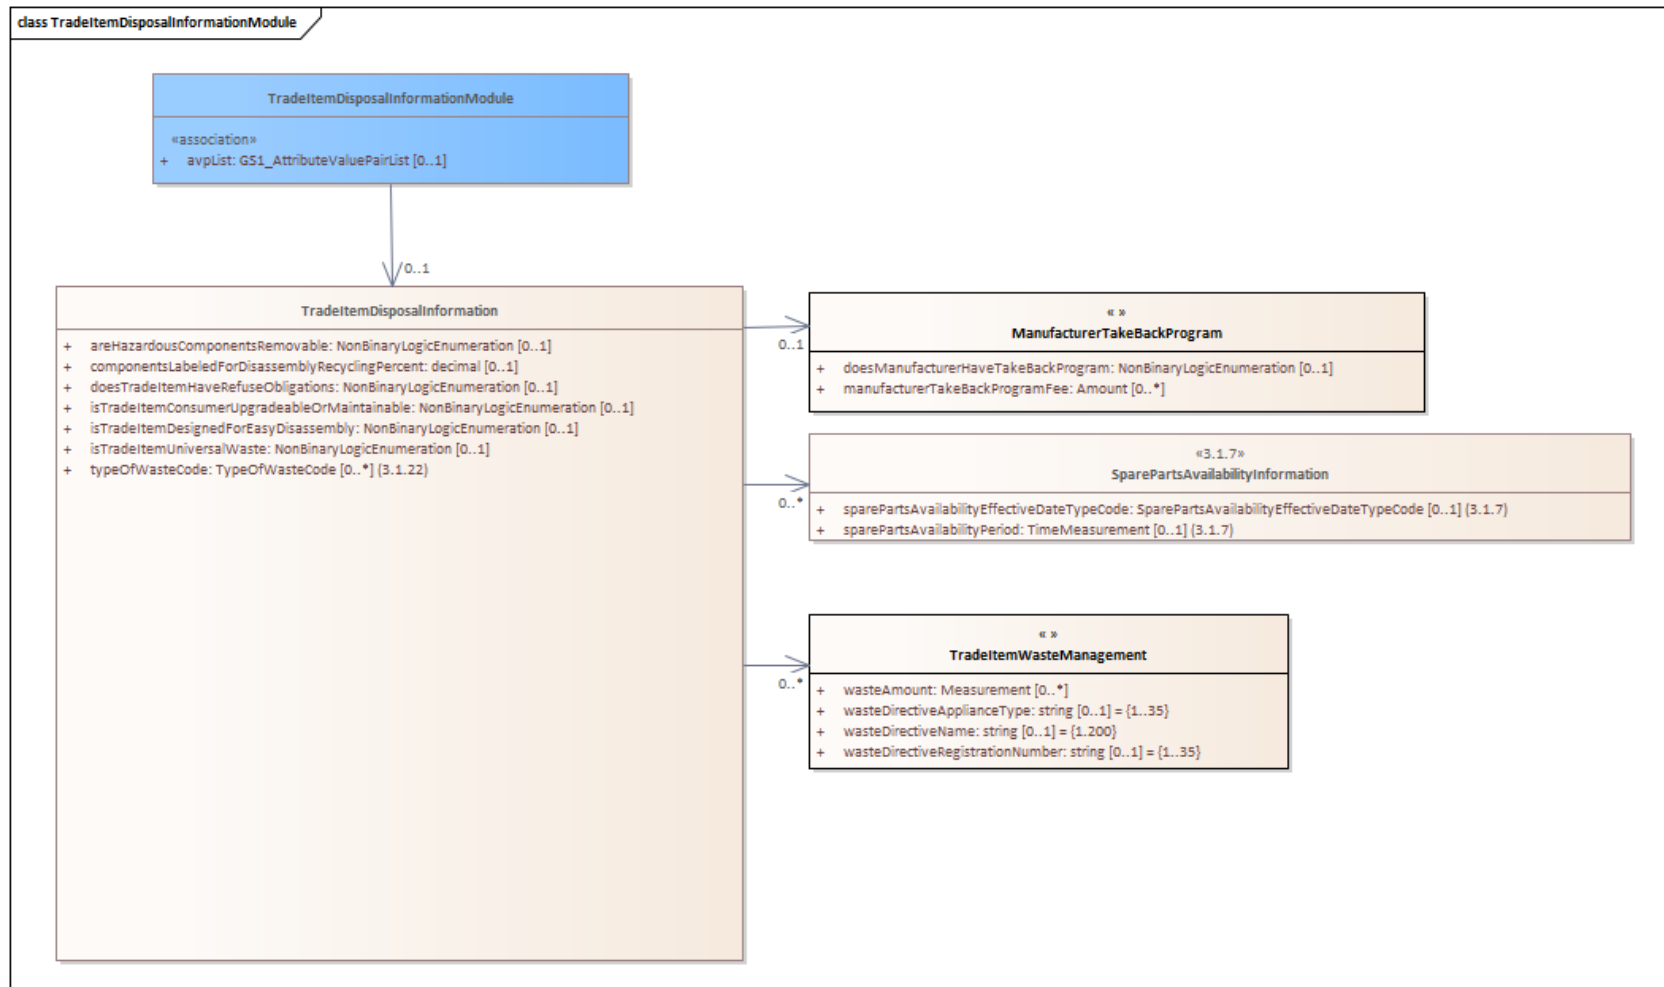 class TradeItemDisposalInformationModule
TradeItemDisposalInformationModule
«association»
+ avpList: GS1_AttributeValuePairList [0..1]
0..1
TradeItemDisposalInformation
+ areHazardousComponentsRemovable: NonBinaryLogicEnumeration [0..1]
+ componentsLabeledForDisassemblyRecyclingPercent: decimal [0..1]
+ doesTradeItemHaveRefuseObligations: NonBinaryLogicEnumeration [0..1]
+ isTradeItemConsumerUpgradeableOrMaintainable: NonBinaryLogicEnumeration [0..1]
+ isTradeItemDesignedForEasyDisassembly: NonBinaryLogicEnumeration [0..1]
+ isTradeItemUniversalWaste: NonBinaryLogicEnumeration [0..1]
+ typeOfWasteCode: TypeOfWasteCode [0..*] {3.1.22}
0..1
« »
ManufacturerTakeBackProgram
+ doesManufacturerHaveTakeBackProgram: NonBinaryLogicEnumeration [0..1]
+ manufacturerTakeBackProgramFee: Amount [0..*]
0..*
«3.1.7»
SparePartsAvailabilityInformation
+ sparePartsAvailabilityEffectiveDateTypeCode: SparePartsAvailabilityEffectiveDateTypeCode [0..1] {3.1.7}
+ sparePartsAvailabilityPeriod: TimeMeasurement [0..1] {3.1.7}
0..*
« »
TradeItemWasteManagement
+ wasteAmount: Measurement [0..*]
+ wasteDirectiveApplianceType: string [0..1] = {1..35}
+ wasteDirectiveName: string [0..1] = {1.200}
+ wasteDirectiveRegistrationNumber: string [0..1] = {1..35}